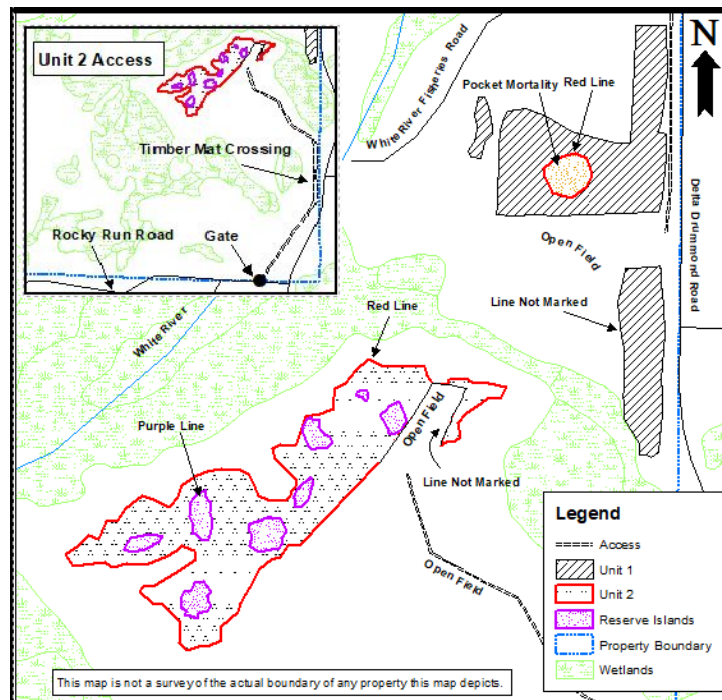 Unit 2 Access
Timber Mat Crossing
Rocky Run Road
Gate
N
White River Fisheries Road
Pocket Mortality
Red Line
Open Field
Delta Drummond Road
Line Not Marked
White River
Red Line
Purple Line
Open Field
Line Not Marked
Open Field
Legend
Access
Unit 1
Unit 2
Reserve Islands
Property Boundary
Wetlands
This map is not a survey of the actual boundary of any property this map depicts.